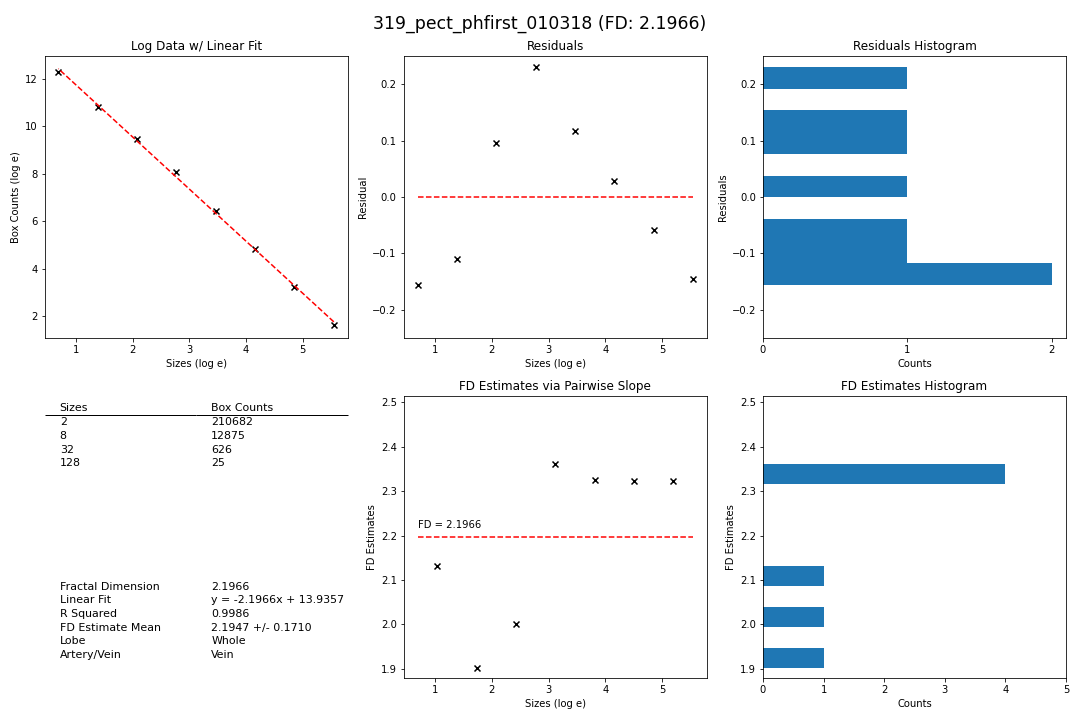 319_pect_phfirst_010318 (FD: 2.1966)
Log Data w/ Linear Fit
Box Counts (log e)
12
10
8
6
4
2
1 2 3 4 5
Sizes (log e)
Residuals
Residual
0.2
0.1
0.0
−0.1
−0.2
1 2 3 4 5
Sizes (log e)
Residuals Histogram
Residuals
0.2
0.1
0.0
−0.1
−0.2
0 1 2
Counts
Sizes Box Counts
2 210682
8 12875
32 626
128 25
Fractal Dimension 2.1966
Linear Fit y = -2.1966x + 13.9357
R Squared 0.9986
FD Estimate Mean 2.1947 +/- 0.1710
Lobe Whole
Artery/Vein Vein
FD Estimates via Pairwise Slope
FD Estimates
2.5
2.4
2.3
2.2
2.1
2.0
1.9
FD = 2.1966
1 2 3 4 5
Sizes (log e)
FD Estimates Histogram
FD Estimates
2.5
2.4
2.3
2.2
2.1
2.0
1.9
0 1 2 3 4 5
Counts